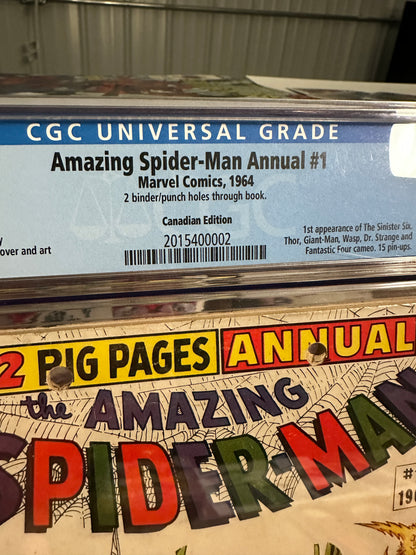 CGC UNIVERSAL GRADE
Amazing Spider-Man Annual #1
Marvel Comics, 1964
2 binder/punch holes through book.
Canadian Edition
2015400002
over and art
1st appearance of The Sinister Six.
Thor, Giant-Man, Wasp, Dr. Strange and
Fantastic Four cameo. 15 pin-ups.
2 BIG PAGES ANNUAL
the AMAZING
SPIDER-MAN
#